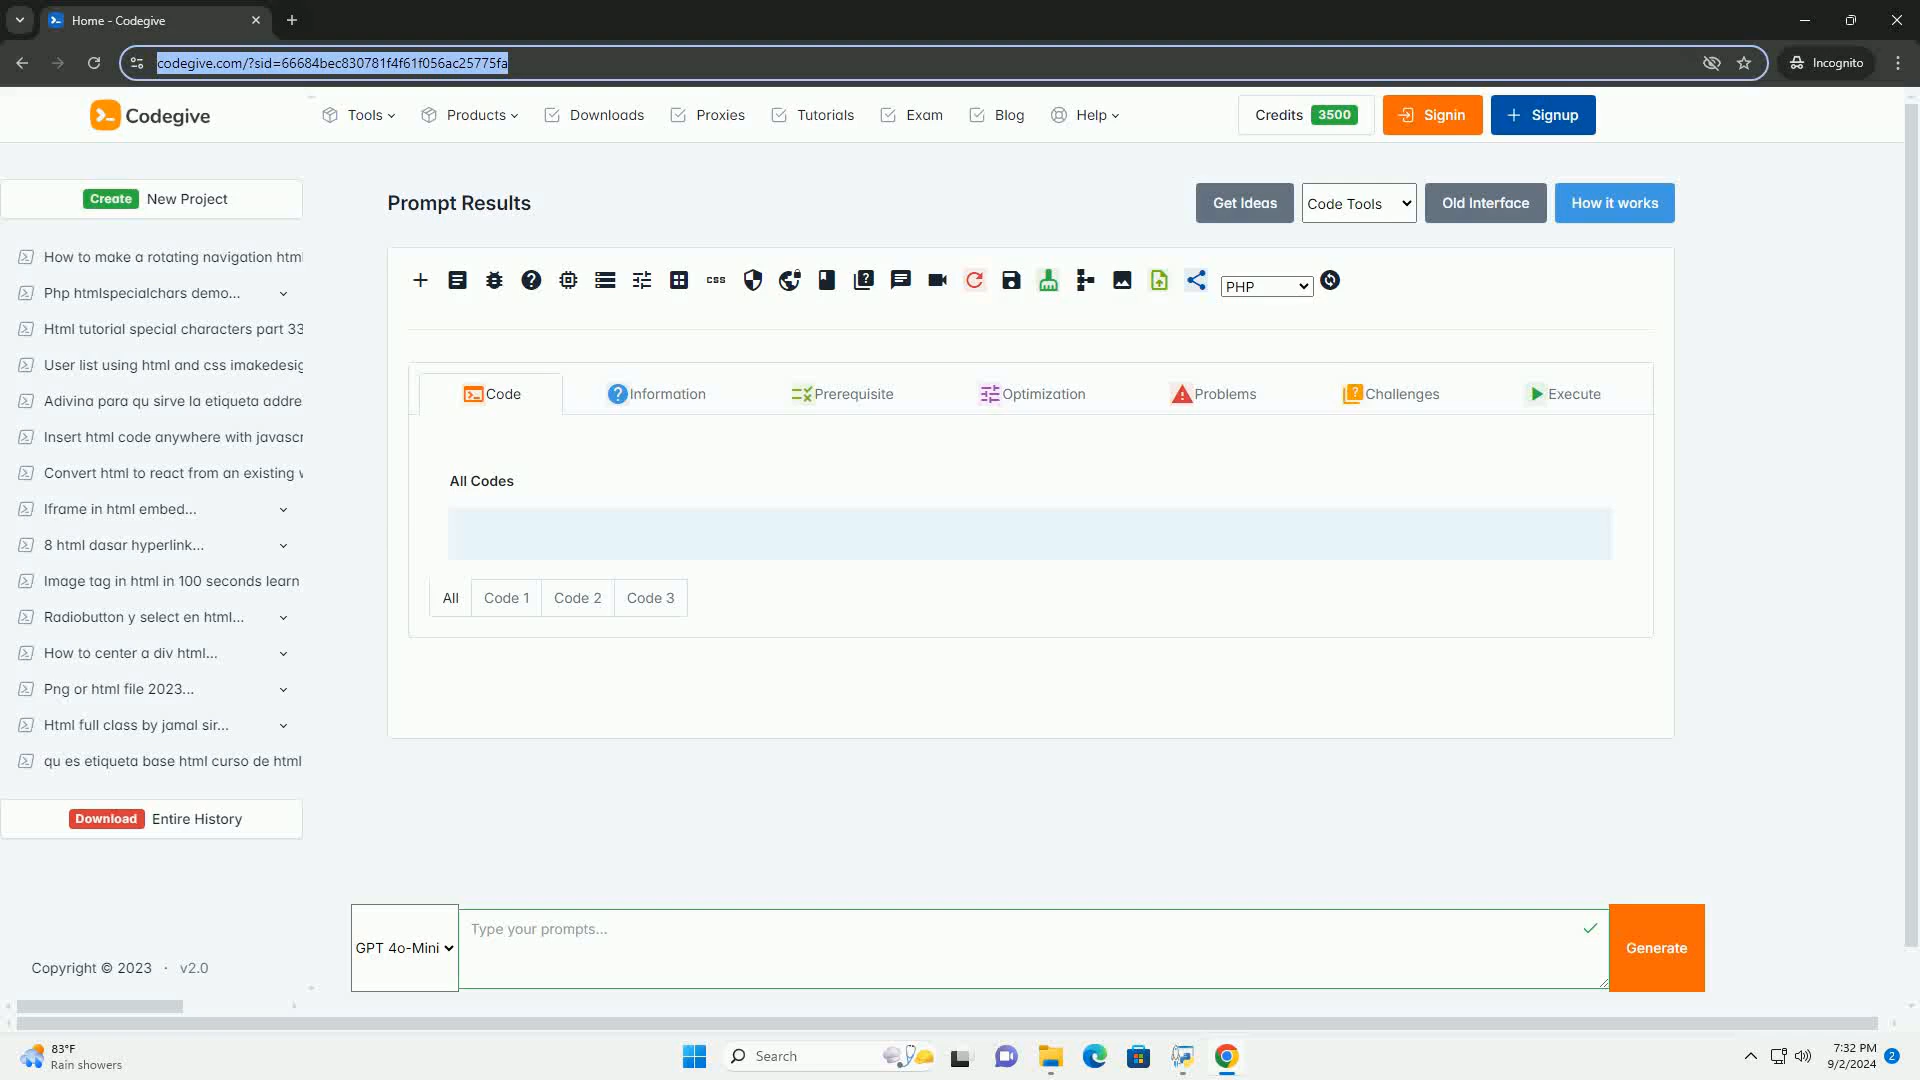 Home - Codegive
codegive.com/?sid=66684bec830781f4f61f056ac25775fa
Incognito
Codegive
Tools
Products
Downloads
Proxies
Tutorials
Exam
Blog
Help
Credits 3500
Signin
Signup
Create New Project
How to make a rotating navigation html
Php htmlspecialchars demo...
Html tutorial special characters part 33
User list using html and css imakedesig
Adivina para qu sirve la etiqueta addre
Insert html code anywhere with javascr
Convert html to react from an existing w
Iframe in html embed...
8 html dasar hyperlink...
Image tag in html in 100 seconds learn
Radiobutton y select en html...
How to center a div html...
Png or html file 2023...
Html full class by jamal sir...
qu es etiqueta base html curso de html
Download Entire History
Copyright © 2023 · v2.0
Prompt Results
Get Ideas
Code Tools
Old Interface
How it works
css
PHP
Code
Information
Prerequisite
Optimization
Problems
Challenges
Execute
All Codes
All
Code 1
Code 2
Code 3
GPT 4o-Mini
Type your prompts...
Generate
83°F
Rain showers
Search
7:32 PM
9/2/2024
2